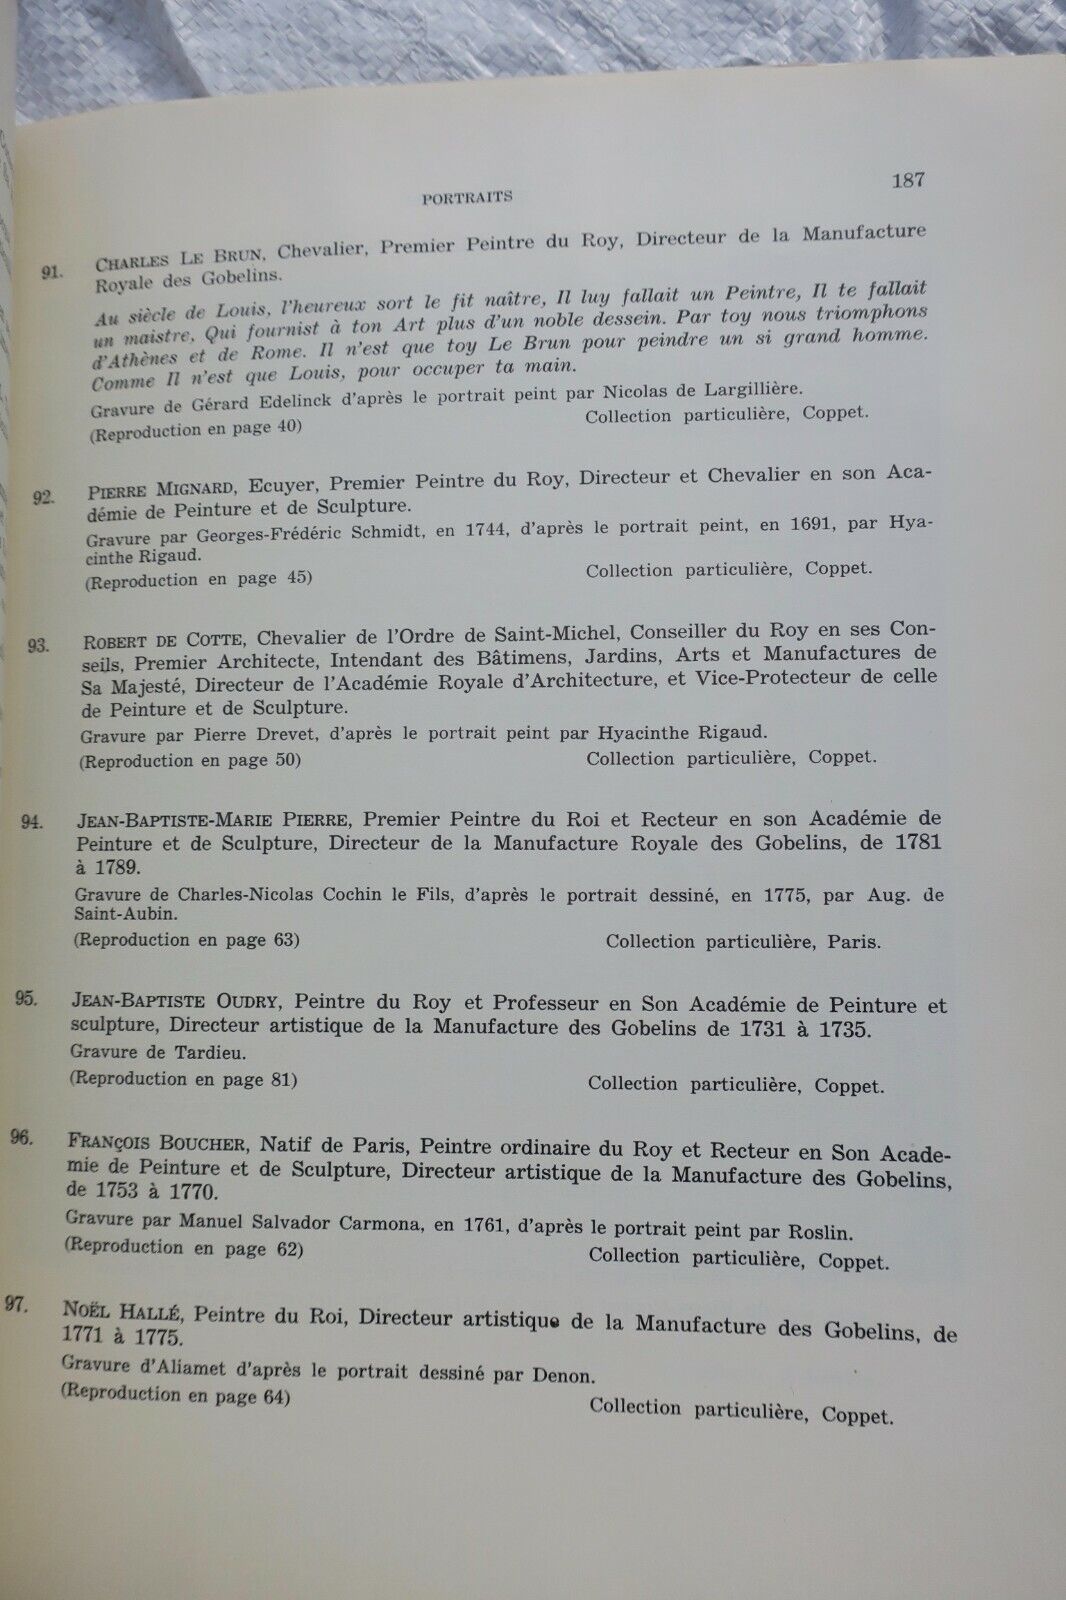 187
PORTRAITS
91. CHARLES LE BRUN, Chevalier, Premier Peintre du Roy, Directeur de la Manufacture
Royale des Gobelins.
Au siècle de Louis, l'heureux sort le fit naître, Il luy fallait un Peintre, Il te fallait
un maistre, Qui fournist à ton Art plus d'un noble dessein. Par toy nous triomphons
d'Athènes et de Rome. Il n'est que toy Le Brun pour peindre un si grand homme.
Comme Il n'est que Louis, pour occuper ta main.
Gravure de Gérard Edelinck d'après le portrait peint par Nicolas de Largillière.
(Reproduction en page 40) Collection particulière, Coppet.
92. PIERRE MIGNARD, Ecuyer, Premier Peintre du Roy, Directeur et Chevalier en son Aca-
démie de Peinture et de Sculpture.
Gravure par Georges-Frédéric Schmidt, en 1744, d'après le portrait peint, en 1691, par Hya-
cinthe Rigaud.
(Reproduction en page 45) Collection particulière, Coppet.
93. ROBERT DE COTTE, Chevalier de l'Ordre de Saint-Michel, Conseiller du Roy en ses Con-
seils, Premier Architecte, Intendant des Bâtimens, Jardins, Arts et Manufactures de
Sa Majesté, Directeur de l'Académie Royale d'Architecture, et Vice-Protecteur de celle
de Peinture et de Sculpture.
Gravure par Pierre Drevet, d'après le portrait peint par Hyacinthe Rigaud.
(Reproduction en page 50) Collection particulière, Coppet.
94. JEAN-BAPTISTE-MARIE PIERRE, Premier Peintre du Roi et Recteur en son Académie de
Peinture et de Sculpture, Directeur de la Manufacture Royale des Gobelins, de 1781
à 1789.
Gravure de Charles-Nicolas Cochin le Fils, d'après le portrait dessiné, en 1775, par Aug. de
Saint-Aubin.
(Reproduction en page 63) Collection particulière, Paris.
95. JEAN-BAPTISTE OUDRY, Peintre du Roy et Professeur en Son Académie de Peinture et
sculpture, Directeur artistique de la Manufacture des Gobelins de 1731 à 1735.
Gravure de Tardieu.
(Reproduction en page 81) Collection particulière, Coppet.
96. FRANÇOIS BOUCHER, Natif de Paris, Peintre ordinaire du Roy et Recteur en Son Acade-
mie de Peinture et de Sculpture, Directeur artistique de la Manufacture des Gobelins,
de 1753 à 1770.
Gravure par Manuel Salvador Carmona, en 1761, d'après le portrait peint par Roslin.
(Reproduction en page 62) Collection particulière, Coppet.
97. NOËL HALLÉ, Peintre du Roi, Directeur artistique de la Manufacture des Gobelins, de
1771 à 1775.
Gravure d'Aliamet d'après le portrait dessiné par Denon.
(Reproduction en page 64) Collection particulière, Coppet.